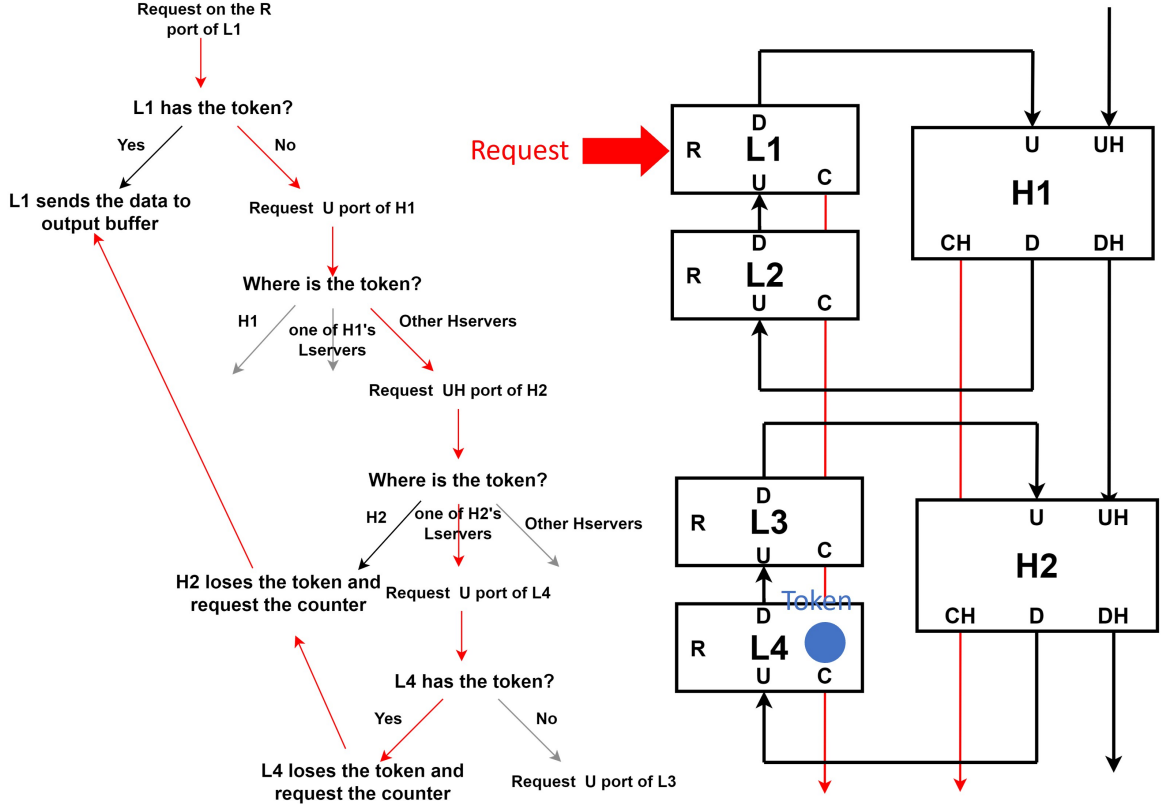 Request on the R
port of L1
L1 has the token?
Yes
No
L1 sends the data to
output buffer
Request U port of H1
Where is the token?
H1
one of H1's
Lservers
Other Hservers
Request UH port of H2
Where is the token?
H2
one of H2's
Lservers
Other Hservers
H2 loses the token and
request the counter
Request U port of L4
L4 has the token?
Yes
No
L4 loses the token and
request the counter
Request U port of L3
Request
D
R
L1
U
C
D
R
L2
U
C
U
UH
H1
CH
D
DH
D
R
L3
U
C
Token
D
R
L4
U
C
U
UH
H2
CH
D
DH